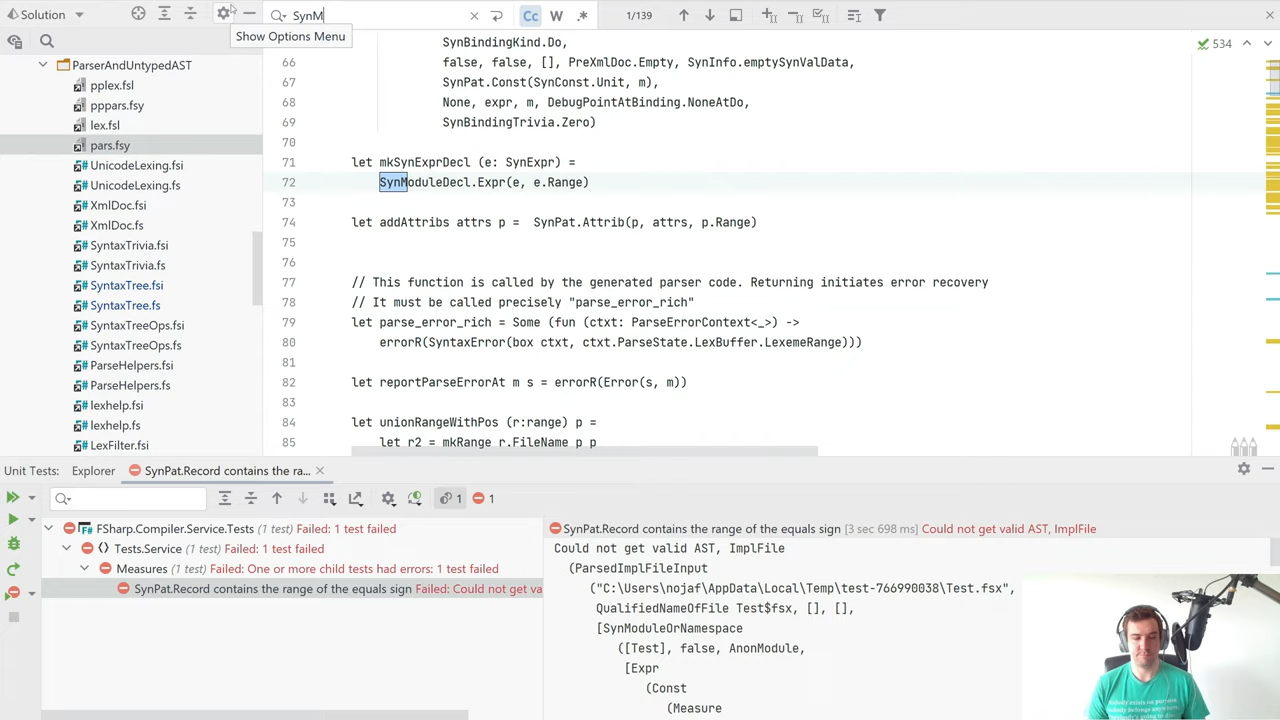 Solution
SynM
Cc W .*
1/139
Show Options Menu
ParserAndUntypedAST
pplex.fsl
pppars.fsy
lex.fsl
pars.fsy
UnicodeLexing.fsi
UnicodeLexing.fs
XmlDoc.fsi
XmlDoc.fs
SyntaxTrivia.fsi
SyntaxTrivia.fs
SyntaxTree.fsi
SyntaxTree.fs
SyntaxTreeOps.fsi
SyntaxTreeOps.fs
ParseHelpers.fsi
ParseHelpers.fs
lexhelp.fsi
lexhelp.fs
LexFilter.fsi
534
SynBindingKind.Do,
66 false, false, [], PreXmlDoc.Empty, SynInfo.emptySynValData,
67 SynPat.Const(SynConst.Unit, m),
68 None, expr, m, DebugPointAtBinding.NoneAtDo,
69 SynBindingTrivia.Zero)
70
71 let mkSynExprDecl (e: SynExpr) =
72 SynModuleDecl.Expr(e, e.Range)
73
74 let addAttribs attrs p =  SynPat.Attrib(p, attrs, p.Range)
75
76
77 // This function is called by the generated parser code. Returning initiates error recovery
78 // It must be called precisely "parse_error_rich"
79 let parse_error_rich = Some (fun (ctxt: ParseErrorContext<_>) ->
80 errorR(SyntaxError(box ctxt, ctxt.ParseState.LexBuffer.LexemeRange)))
81
82 let reportParseErrorAt m s = errorR(Error(s, m))
83
84 let unionRangeWithPos (r:range) p =
85 let r2 = mkRange r.FileName p p
Unit Tests: Explorer SynPat.Record contains the ra...
1 1
FSharp.Compiler.Service.Tests (1 test) Failed: 1 test failed
Tests.Service (1 test) Failed: 1 test failed
Measures (1 test) Failed: One or more child tests had errors: 1 test failed
SynPat.Record contains the range of the equals sign Failed: Could not get va
SynPat.Record contains the range of the equals sign [3 sec 698 ms] Could not get valid AST, ImplFile
Could not get valid AST, ImplFile
(ParsedImplFileInput
("C:\Users\nojaf\AppData\Local\Temp\test-766990038\Test.fsx",
QualifiedNameOfFile Test$fsx, [], [],
[SynModuleOrNamespace
([Test], false, AnonModule,
[Expr
(Const
(Measure